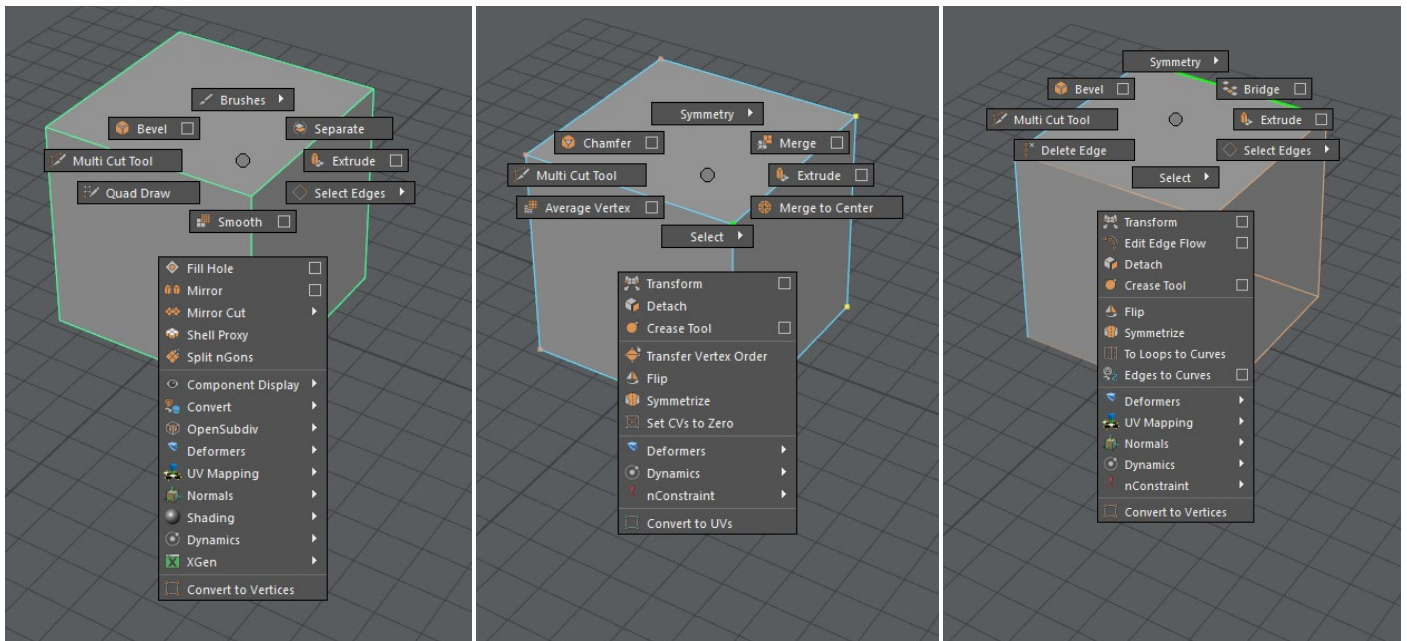 Brushes
Bevel
Separate
Multi Cut Tool
Extrude
Quad Draw
Select Edges
Smooth
Fill Hole
Mirror
Mirror Cut
Shell Proxy
Split nGons
Component Display
Convert
OpenSubdiv
Deformers
UV Mapping
Normals
Shading
Dynamics
XGen
Convert to Vertices
Symmetry
Chamfer
Merge
Multi Cut Tool
Extrude
Average Vertex
Merge to Center
Select
Transform
Detach
Crease Tool
Transfer Vertex Order
Flip
Symmetrize
Set CVs to Zero
Deformers
Dynamics
nConstraint
Convert to UVs
Symmetry
Bevel
Bridge
Multi Cut Tool
Extrude
Delete Edge
Select Edges
Select
Transform
Edit Edge Flow
Detach
Crease Tool
Flip
Symmetrize
To Loops to Curves
Edges to Curves
Deformers
UV Mapping
Normals
Dynamics
nConstraint
Convert to Vertices